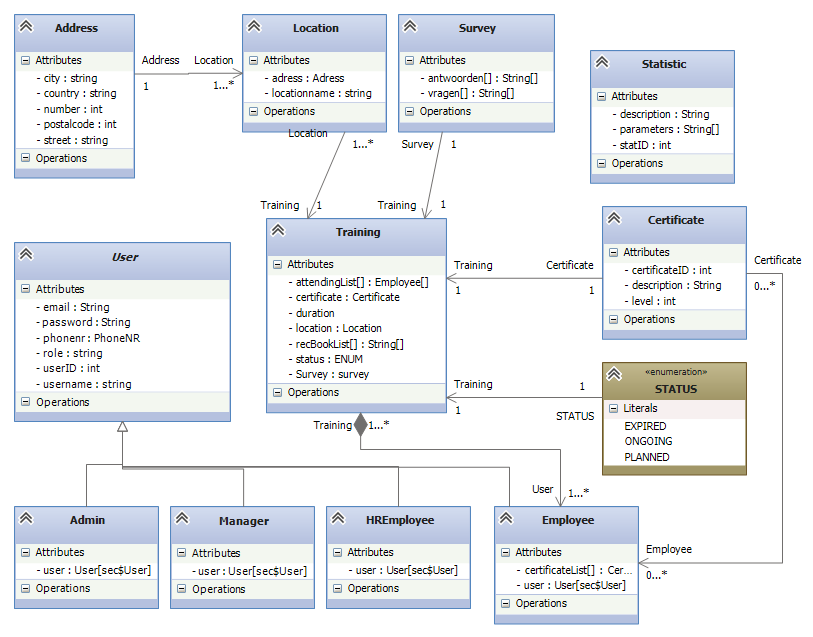 Address
Attributes
- city : string
- country : string
- number : int
- postalcode : int
- street : string
Operations
Address
Location
1
1...*
Location
Attributes
- adress : Adress
- locationname : string
Operations
Survey
Attributes
- antwoorden[] : String[]
- vragen[] : String[]
Operations
Statistic
Attributes
- description : String
- parameters : String[]
- statID : int
Operations
Location
1...*
Survey
1
Training
1
Training
1
Training
Attributes
- attendingList[] : Employee[]
- certificate : Certificate
- duration
- location : Location
- recBookList[] : String[]
- status : ENUM
- Survey : survey
Operations
Training
Certificate
1
1
Certificate
Attributes
- certificateID : int
- description : String
- level : int
Operations
Certificate
0...*
User
Attributes
- email : String
- password : String
- phonenr : PhoneNR
- role : string
- userID : int
- username : string
Operations
Training
1
1
STATUS
«enumeration»
STATUS
Literals
EXPIRED
ONGOING
PLANNED
Training
1...*
User
1...*
Admin
Attributes
- user : User[sec$User]
Operations
Manager
Attributes
- user : User[sec$User]
Operations
HREmployee
Attributes
- user : User[sec$User]
Operations
Employee
Attributes
- certificateList[] : Cer...
- user : User[sec$User]
Operations
Employee
0...*